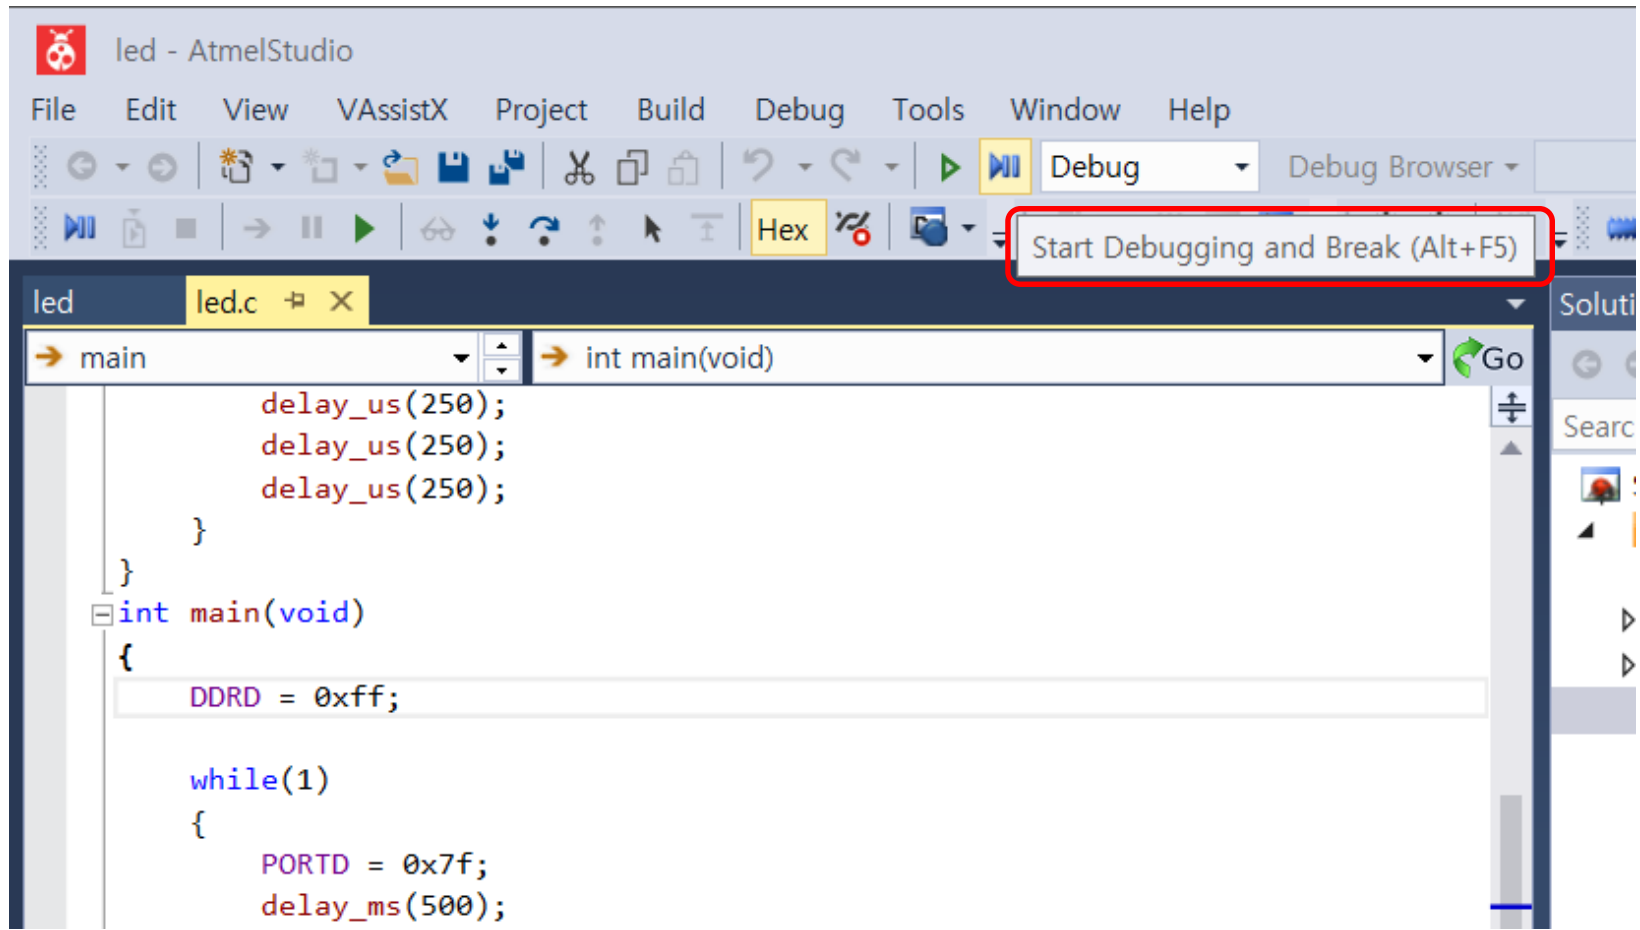 led - AtmelStudio
File Edit View VAssistX Project Build Debug Tools Window Help
Debug Debug Browser
Hex
Start Debugging and Break (Alt+F5)
led led.c
main int main(void) Go
delay_us(250);
delay_us(250);
delay_us(250);
}
}
int main(void)
{
DDRD = 0xff;
while(1)
{
PORTD = 0x7f;
delay_ms(500);
Soluti
Searc